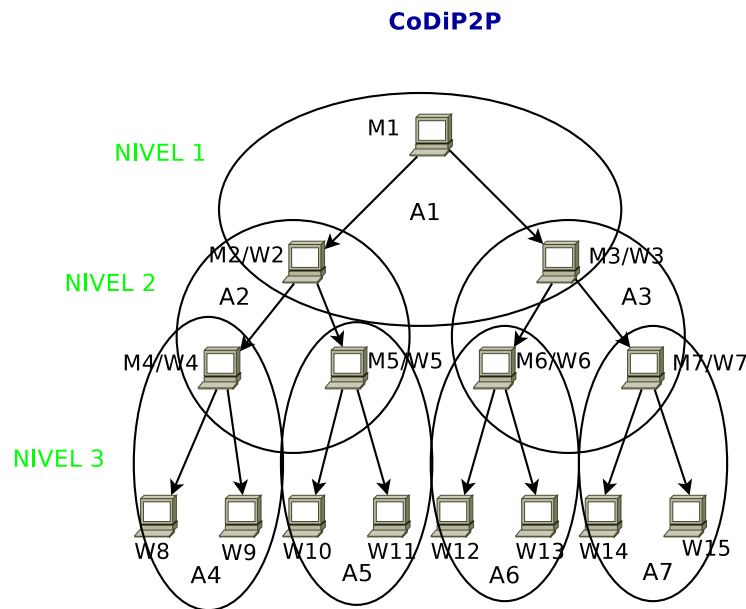 CoDiP2P
M1
NIVEL 1
A1
M2/W2
M3/W3
NIVEL 2
A2
A3
M4/W4
M5/W5
M6/W6
M7/W7
NIVEL 3
W8
W9
W10
W11
W12
W13
W14
W15
A4
A5
A6
A7